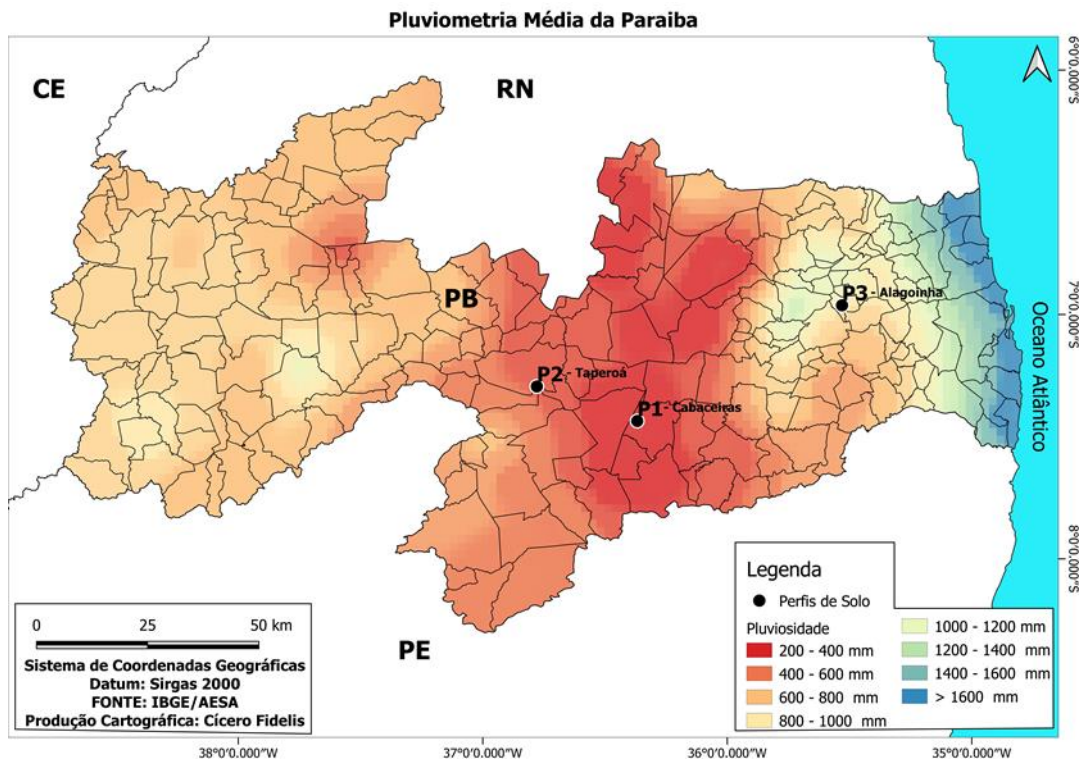 Pluviometria Média da Paraiba
CE
RN
PB
PE
P3 - Alagoinha
P2 - Taperoá
P1 - Cabaceiras
Oceano Atlântico
6°0'0.000"S
7°0'0.000"S
8°0'0.000"S
0 25 50 km
Sistema de Coordenadas Geográficas
Datum: Sirgas 2000
FONTE: IBGE/AESA
Produção Cartográfica: Cícero Fidelis
Legenda
Perfis de Solo
Pluviosidade
200 - 400 mm
400 - 600 mm
600 - 800 mm
800 - 1000 mm
1000 - 1200 mm
1200 - 1400 mm
1400 - 1600 mm
> 1600 mm
38°0'0.000"W
37°0'0.000"W
36°0'0.000"W
35°0'0.000"W